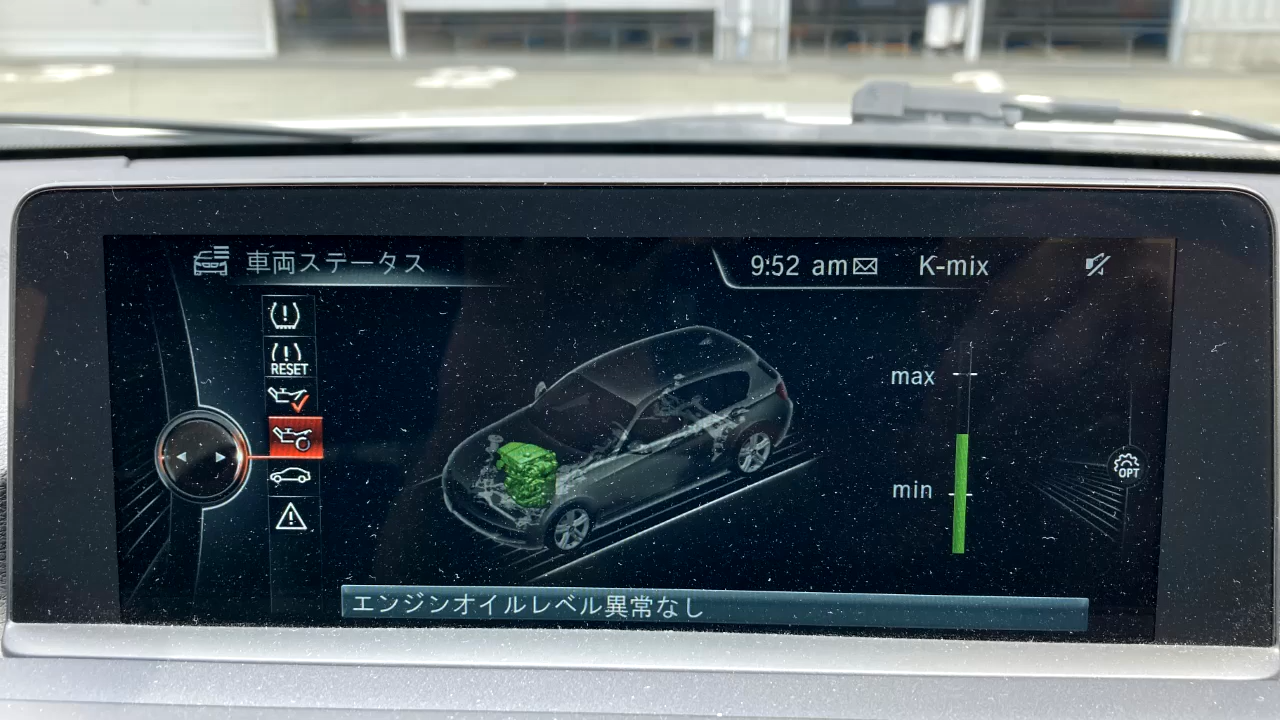 車両ステータス
9:52 am K-mix
RESET
max
min
OPT
エンジンオイルレベル異常なし